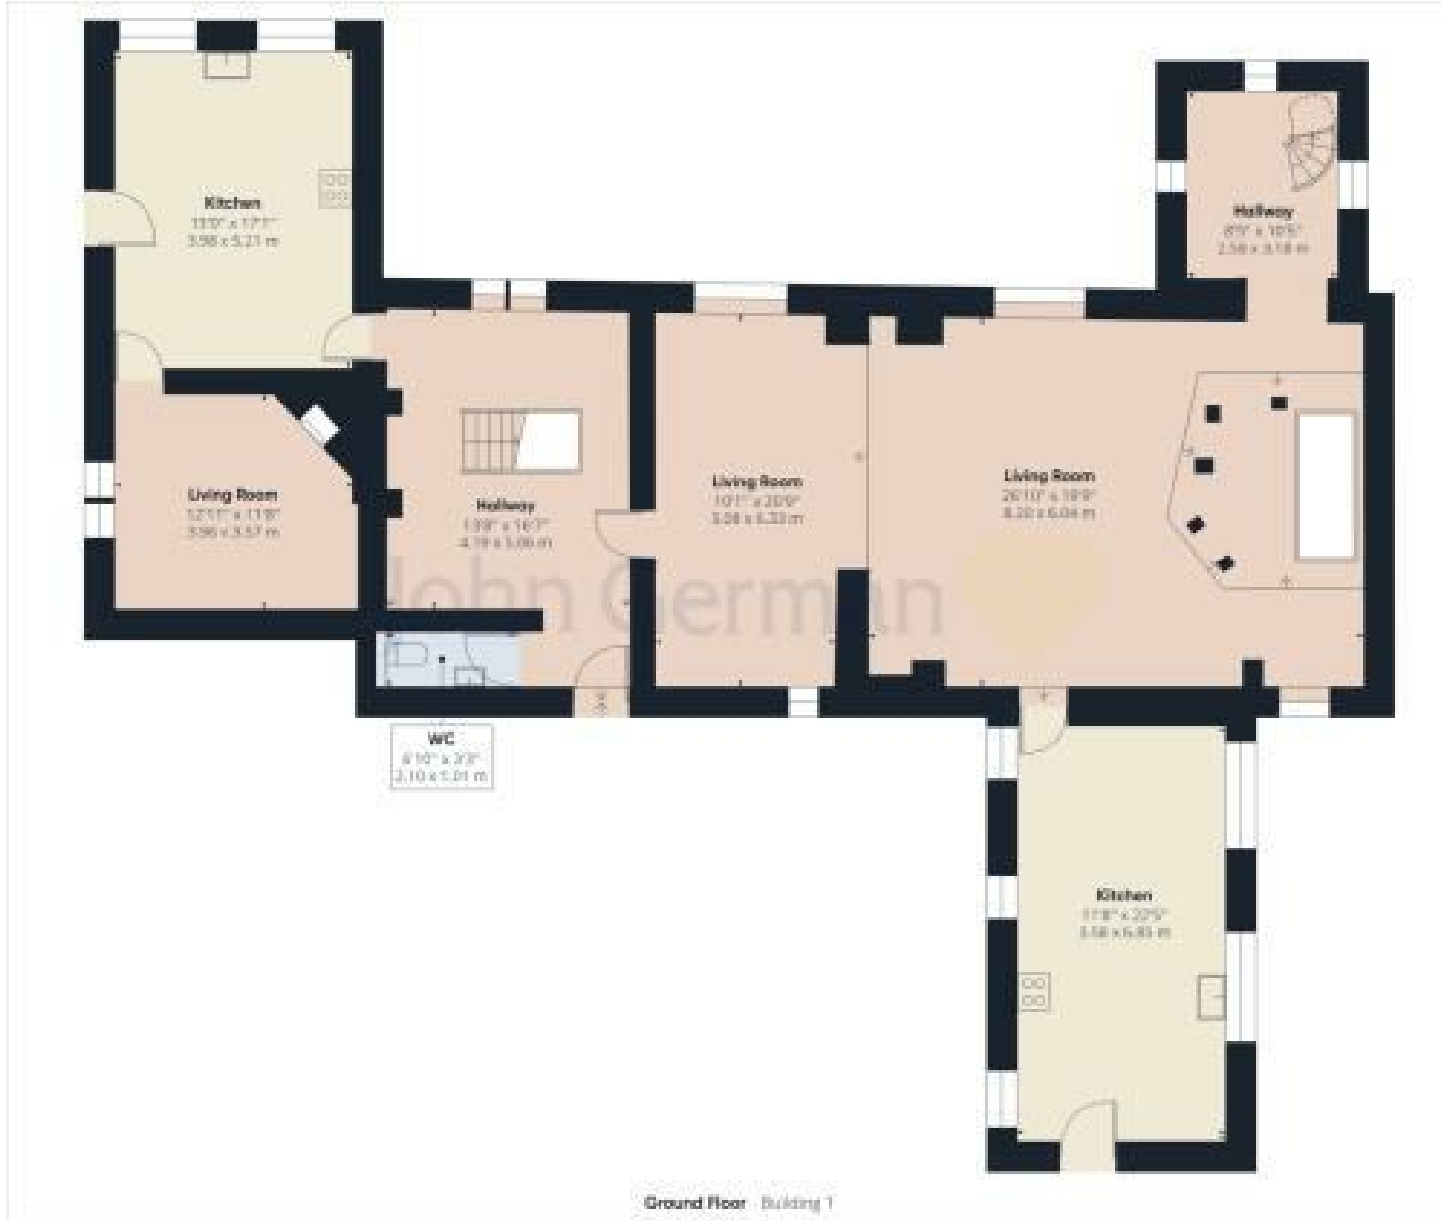 Kitchen
13'0" x 17'1"
3.98 x 5.21 m
Hallway
8'5" x 10'5"
2.58 x 3.18 m
Living Room
12'11" x 11'8"
3.96 x 3.57 m
Hallway
13'8" x 16'7"
4.19 x 5.06 m
Living Room
10'1" x 20'9"
3.08 x 6.33 m
Living Room
26'10" x 19'9"
8.20 x 6.04 m
John German
WC
6'10" x 3'3"
2.10 x 1.01 m
Kitchen
11'8" x 22'5"
3.58 x 6.85 m
Ground Floor Building 1